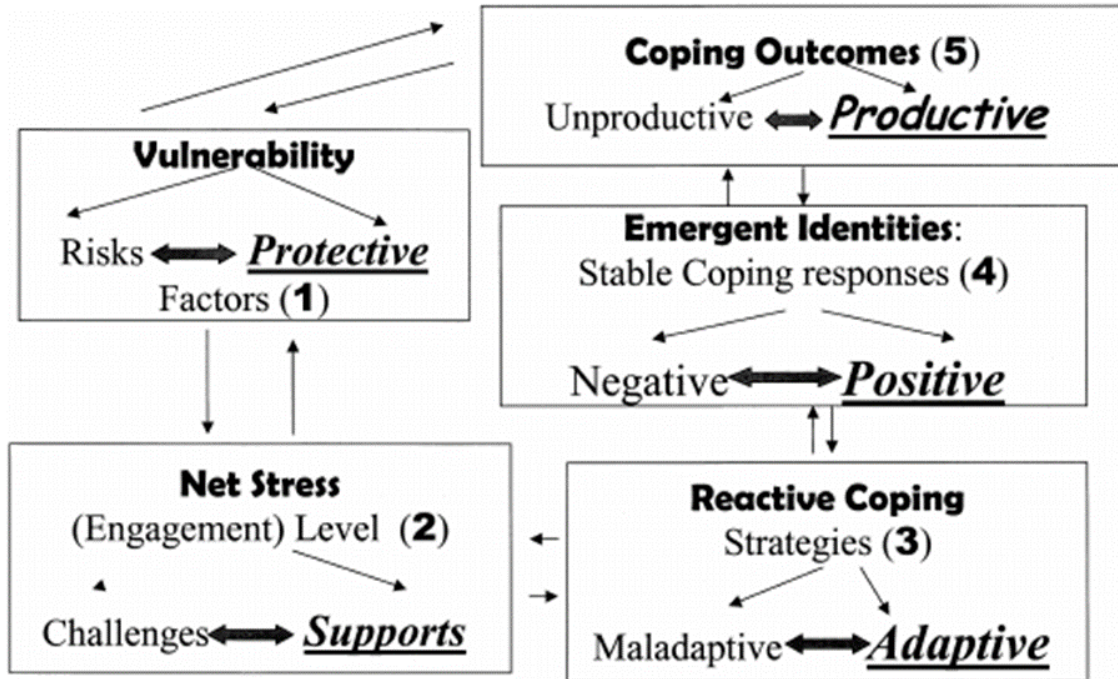 Coping Outcomes (5)
Unproductive Productive
Vulnerability
Risks Protective
Factors (1)
Emergent Identities:
Stable Coping responses (4)
Negative Positive
Net Stress
(Engagement) Level (2)
Challenges Supports
Reactive Coping
Strategies (3)
Maladaptive Adaptive